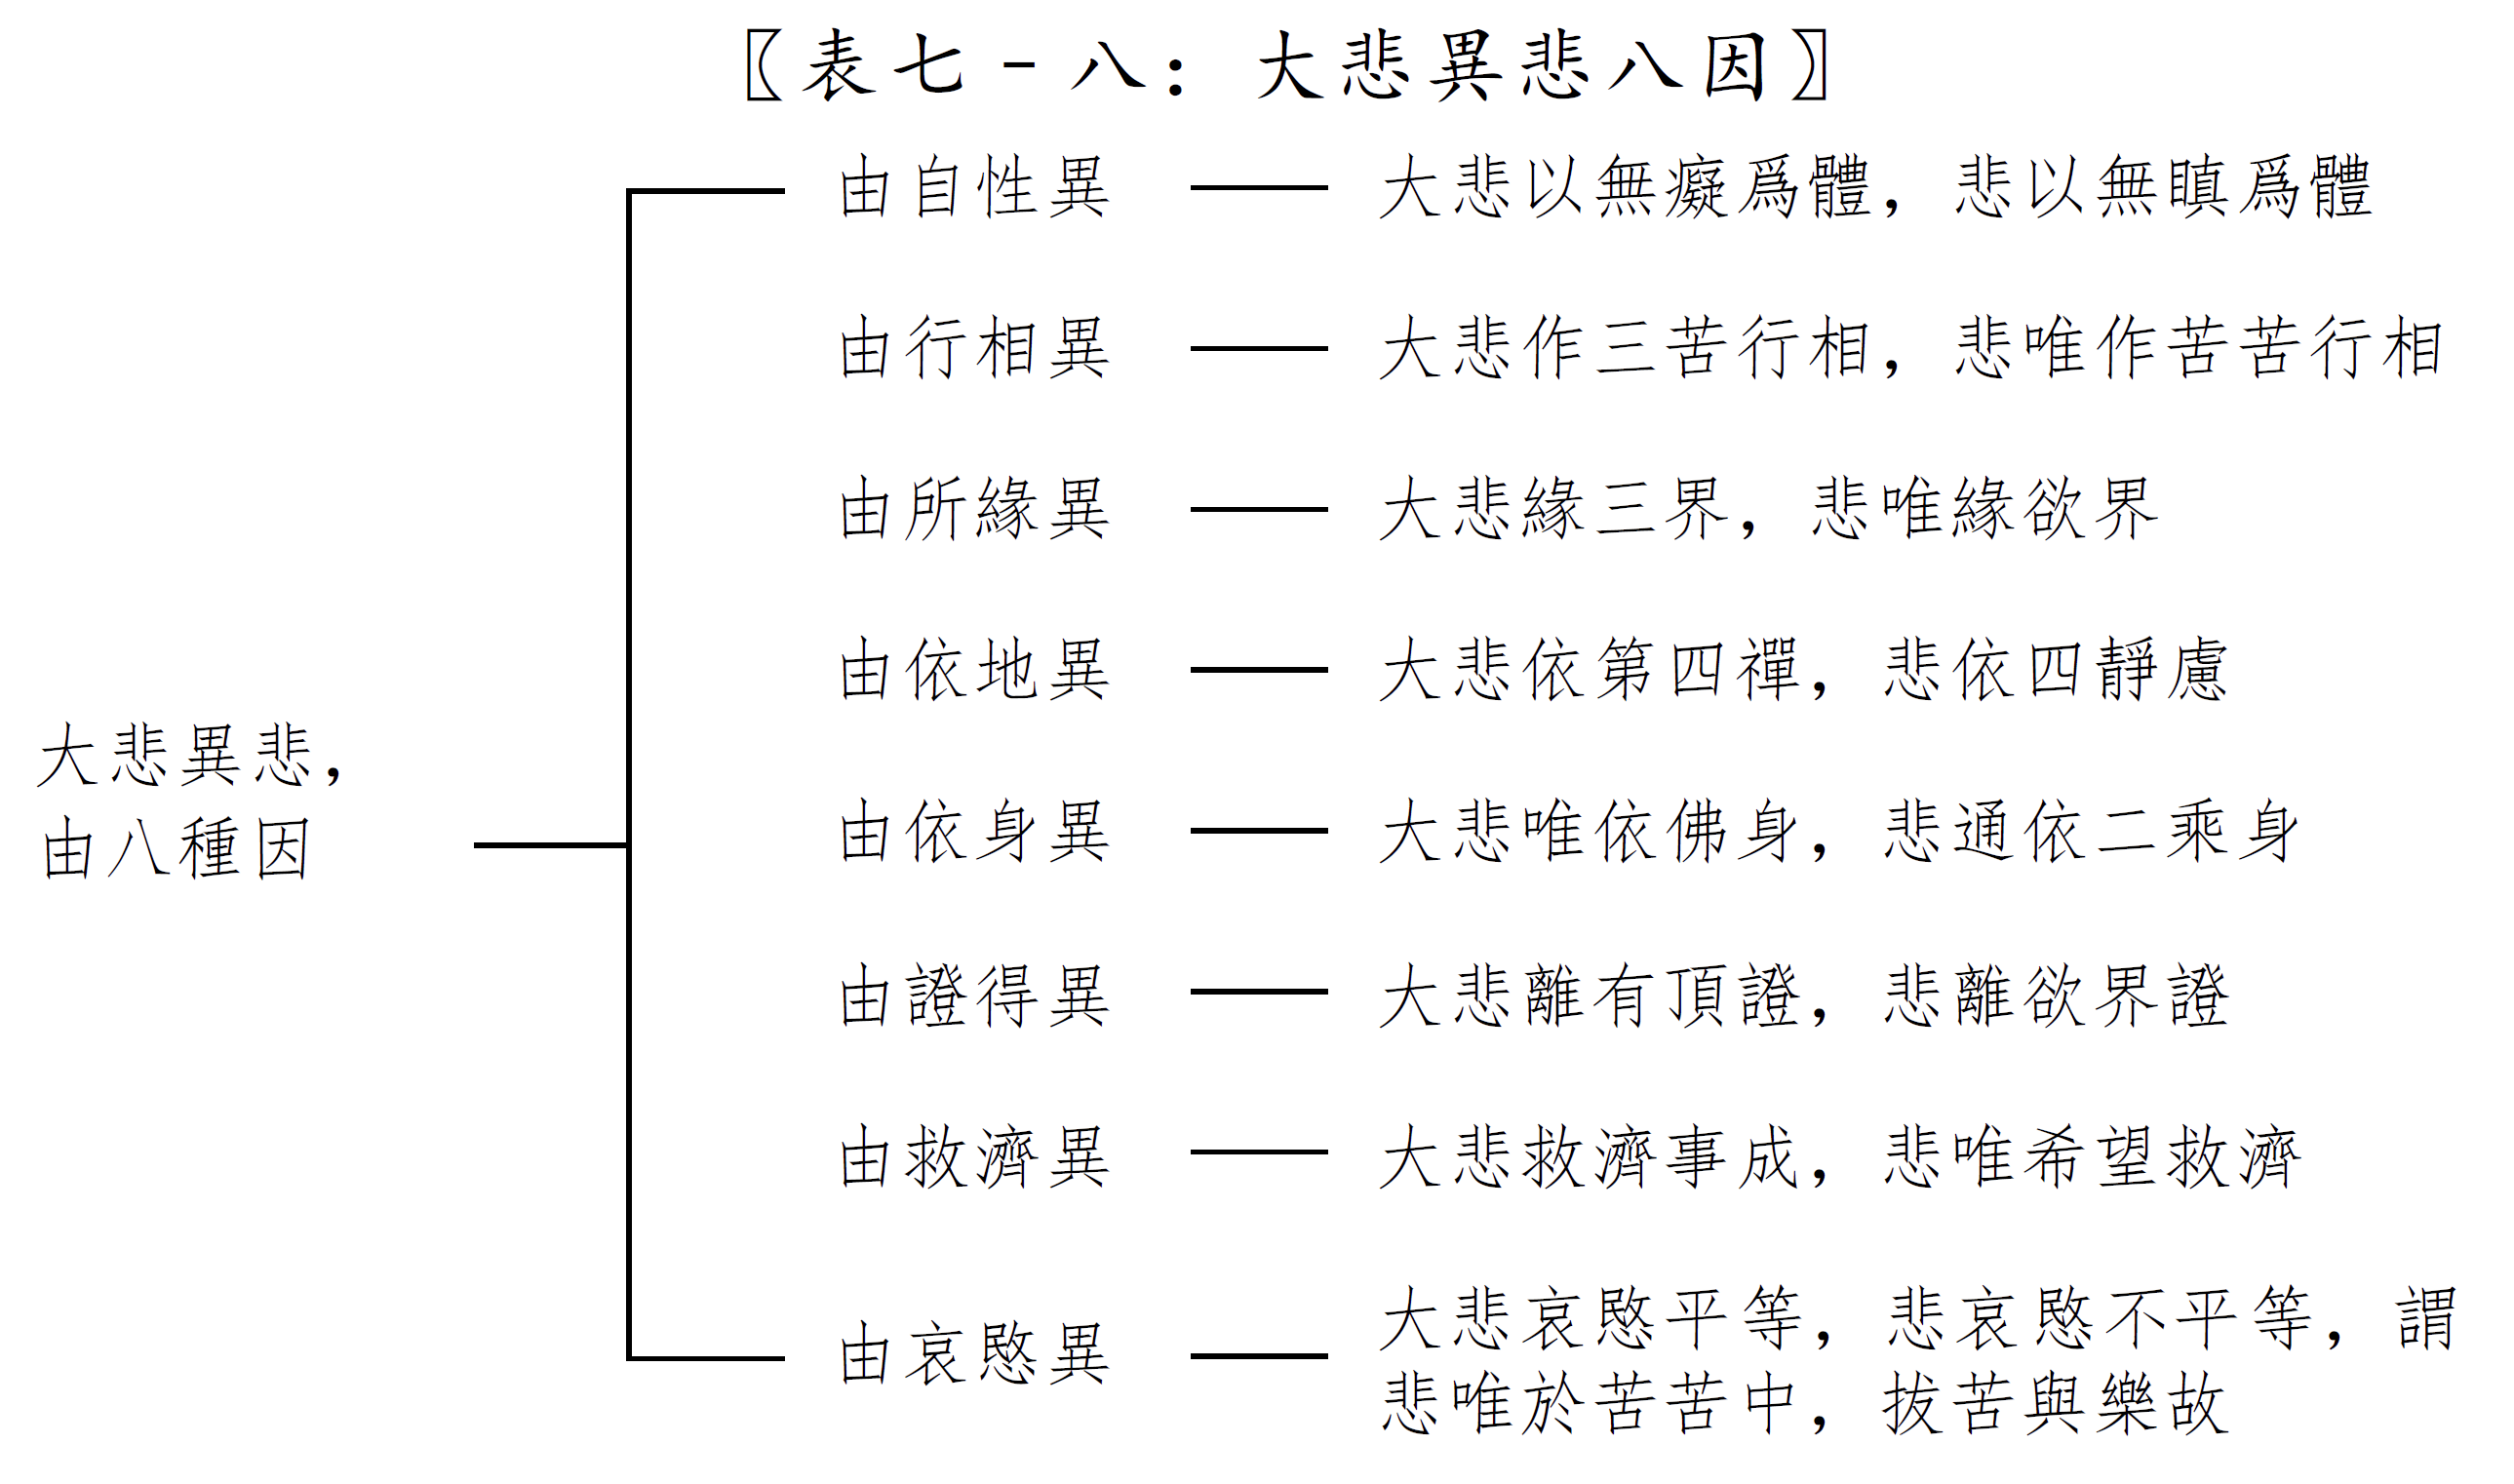 〖表七-八：大悲異悲八因〗
大悲異悲，
由八種因
由自性異 大悲以無癡爲體，悲以無瞋爲體
由行相異 大悲作三苦行相，悲唯作苦苦行相
由所緣異 大悲緣三界，悲唯緣欲界
由依地異 大悲依第四禪，悲依四靜慮
由依身異 大悲唯依佛身，悲通依二乘身
由證得異 大悲離有頂證，悲離欲界證
由救濟異 大悲救濟事成，悲唯希望救濟
由哀愍異 大悲哀愍平等，悲哀愍不平等，謂
悲唯於苦苦中，拔苦與樂故